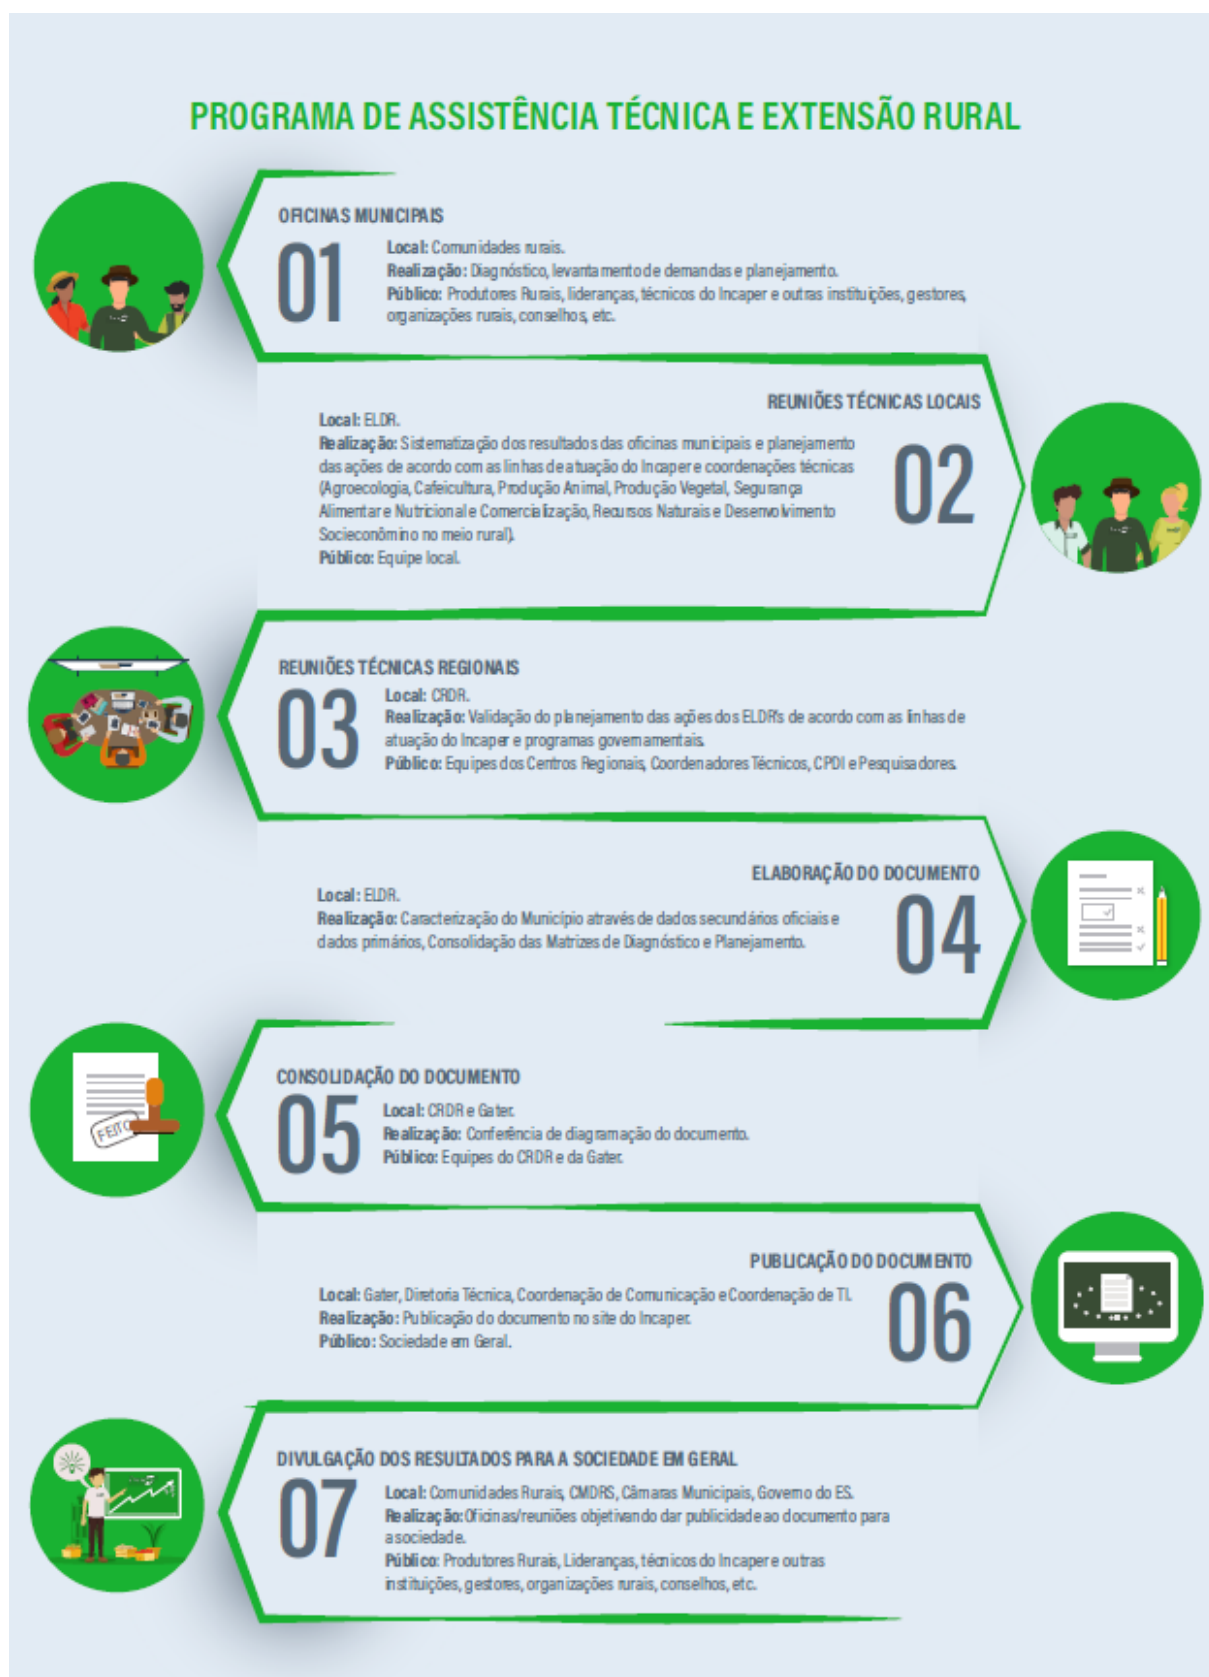 PROGRAMA DE ASSISTÊNCIA TÉCNICA E EXTENSÃO RURAL
OFICINAS MUNICIPAIS
01
Local: Comunidades rurais.
Realização: Diagnóstico, levantamento de demandas e planejamento.
Público: Produtores Rurais, lideranças, técnicos do Incaper e outras instituições, gestores,
organizações rurais, conselhos, etc.
REUNIÕES TÉCNICAS LOCAIS
02
Local: ELDR.
Realização: Sistematização dos resultados das oficinas municipais e planejamento
das ações de acordo com as linhas de atuação do Incaper e coordenações técnicas
(Agroecologia, Cafeicultura, Produção Animal, Produção Vegetal, Segurança
Alimentar e Nutricional e Comercialização, Recursos Naturais e Desenvolvimento
Socieconômino no meio rural).
Público: Equipe local.
REUNIÕES TÉCNICAS REGIONAIS
03
Local: CRDR.
Realização: Validação do planejamento das ações dos ELDR's de acordo com as linhas de
atuação do Incaper e programas governamentais.
Público: Equipes dos Centros Regionais, Coordenadores Técnicos, CPDI e Pesquisadores.
ELABORAÇÃO DO DOCUMENTO
04
Local: ELDR.
Realização: Caracterização do Município através de dados secundários oficiais e
dados primários, Consolidação das Matrizes de Diagnóstico e Planejamento.
CONSOLIDAÇÃO DO DOCUMENTO
05
Local: CRDR e Gater.
Realização: Conferência de diagramação do documento.
Público: Equipes do CRDR e da Gater.
FEITO
PUBLICAÇÃO DO DOCUMENTO
06
Local: Gater, Diretoria Técnica, Coordenação de Comunicação e Coordenação de TI.
Realização: Publicação do documento no site do Incaper.
Público: Sociedade em Geral.
DIVULGAÇÃO DOS RESULTADOS PARA A SOCIEDADE EM GERAL
07
Local: Comunidades Rurais, CMDRS, Câmaras Municipais, Governo do ES.
Realização: Oficinas/reuniões objetivando dar publicidade ao documento para
a sociedade.
Público: Produtores Rurais, Lideranças, técnicos do Incaper e outras
instituições, gestores, organizações rurais, conselhos, etc.